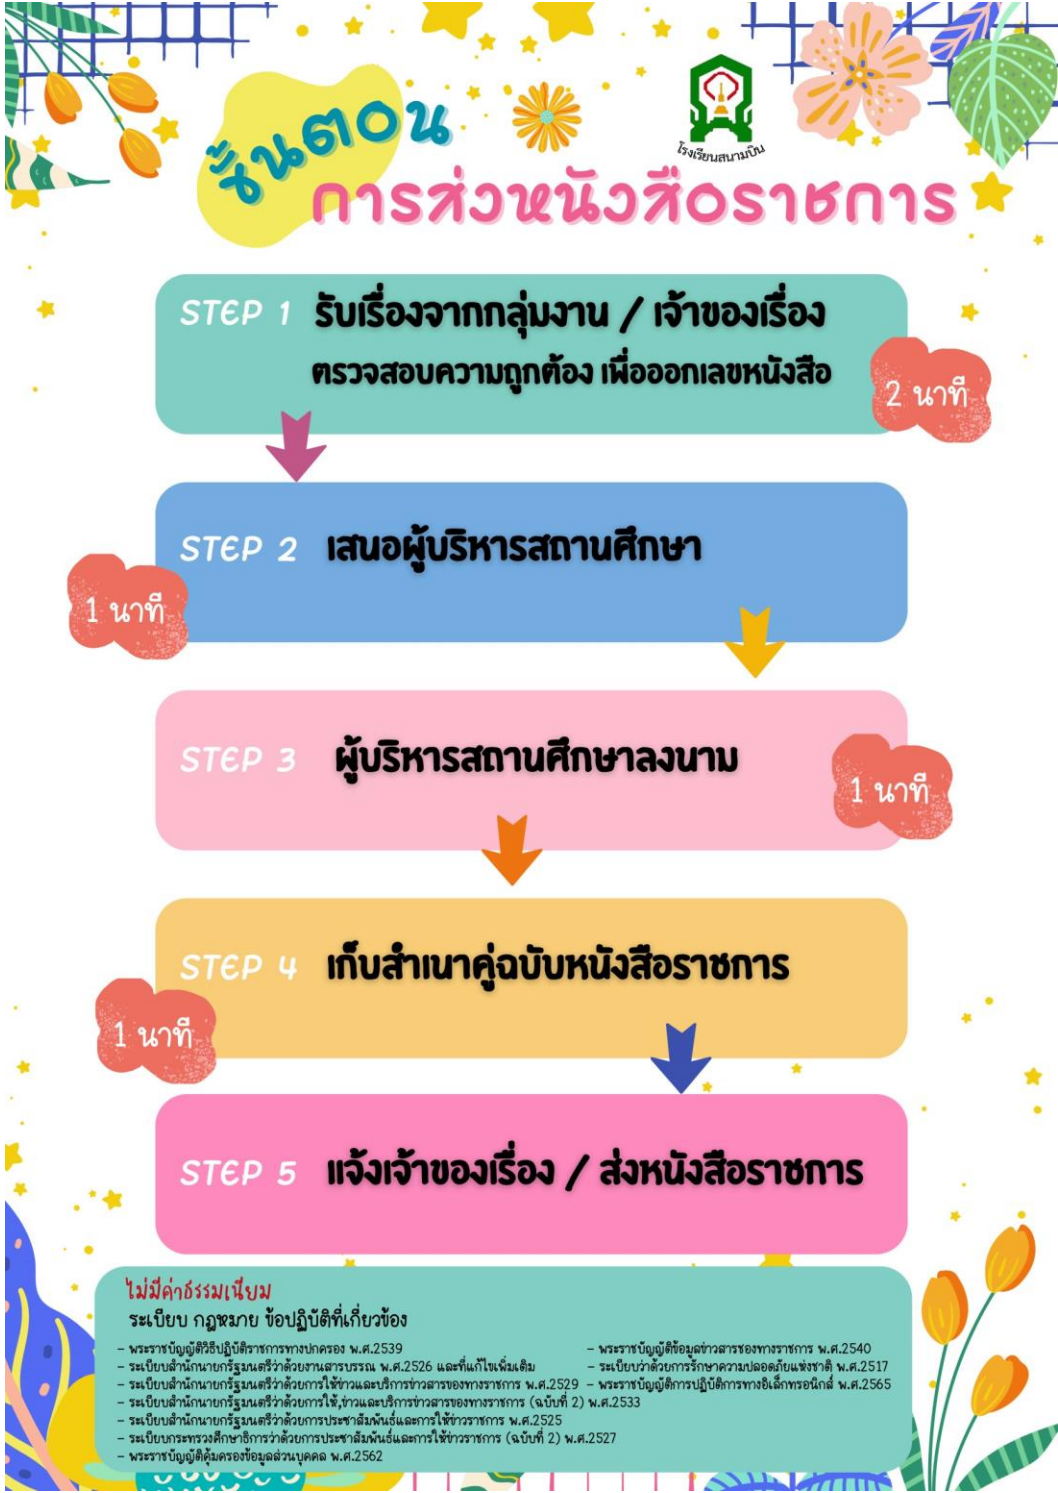 ขั้นตอน
โรงเรียนสนามบิน
การส่งหนังสือราชการ
STEP 1 รับเรื่องจากกลุ่มงาน / เจ้าของเรื่อง
ตรวจสอบความถูกต้อง เพื่อออกเลขหนังสือ
2 นาที
STEP 2 เสนอผู้บริหารสถานศึกษา
1 นาที
STEP 3 ผู้บริหารสถานศึกษาลงนาม
1 นาที
STEP 4 เก็บสำเนาคู่ฉบับหนังสือราชการ
1 นาที
STEP 5 แจ้งเจ้าของเรื่อง / ส่งหนังสือราชการ
ไม่มีค่าธรรมเนียม
ระเบียบ กฎหมาย ข้อปฏิบัติที่เกี่ยวข้อง
– พระราชบัญญัติวิธีปฏิบัติราชการทางปกครอง พ.ศ.2539
– ระเบียบสำนักนายกรัฐมนตรีว่าด้วยงานสารบรรณ พ.ศ.2526 และที่แก้ไขเพิ่มเติม
– ระเบียบสำนักนายกรัฐมนตรีว่าด้วยการให้ข่าวและบริการข่าวสารของทางราชการ พ.ศ.2529
– ระเบียบสำนักนายกรัฐมนตรีว่าด้วยการให้,ข่าวและบริการข่าวสารของทางราชการ (ฉบับที่ 2) พ.ศ.2533
– ระเบียบสำนักนายกรัฐมนตรีว่าด้วยการประชาสัมพันธ์และการให้ข่าวราชการ พ.ศ.2525
– ระเบียบกระทรวงศึกษาธิการว่าด้วยการประชาสัมพันธ์และการให้ข่าวราชการ (ฉบับที่ 2) พ.ศ.2527
– พระราชบัญญัติคุ้มครองข้อมูลส่วนบุคคล พ.ศ.2562
– พระราชบัญญัติข้อมูลข่าวสารชองทางราชการ พ.ศ.2540
– ระเบียบว่าด้วยการรักษาความปลอดภัยแห่งชาติ พ.ศ.2517
– พระราชบัญญัติการปฏิบัติการทางอิเล็กทรอนิกส์ พ.ศ.2565